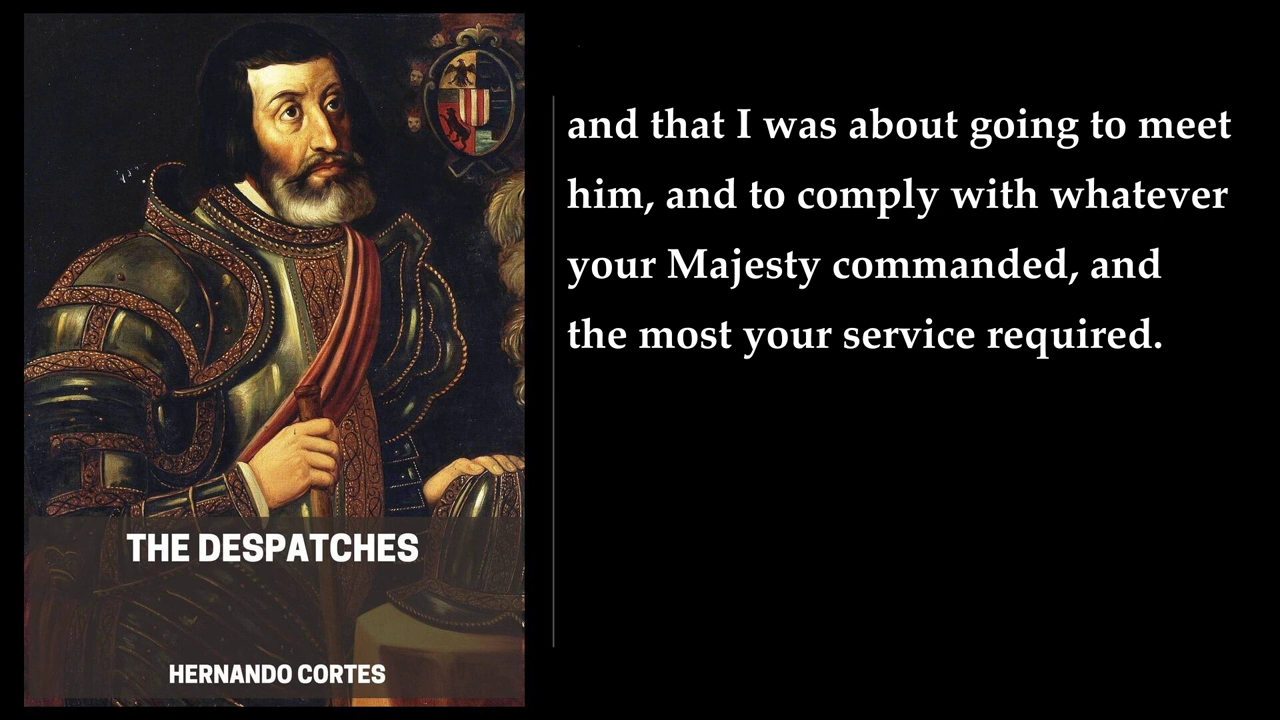 THE DESPATCHES
HERNANDO CORTES
and that I was about going to meet
him, and to comply with whatever
your Majesty commanded, and
the most your service required.